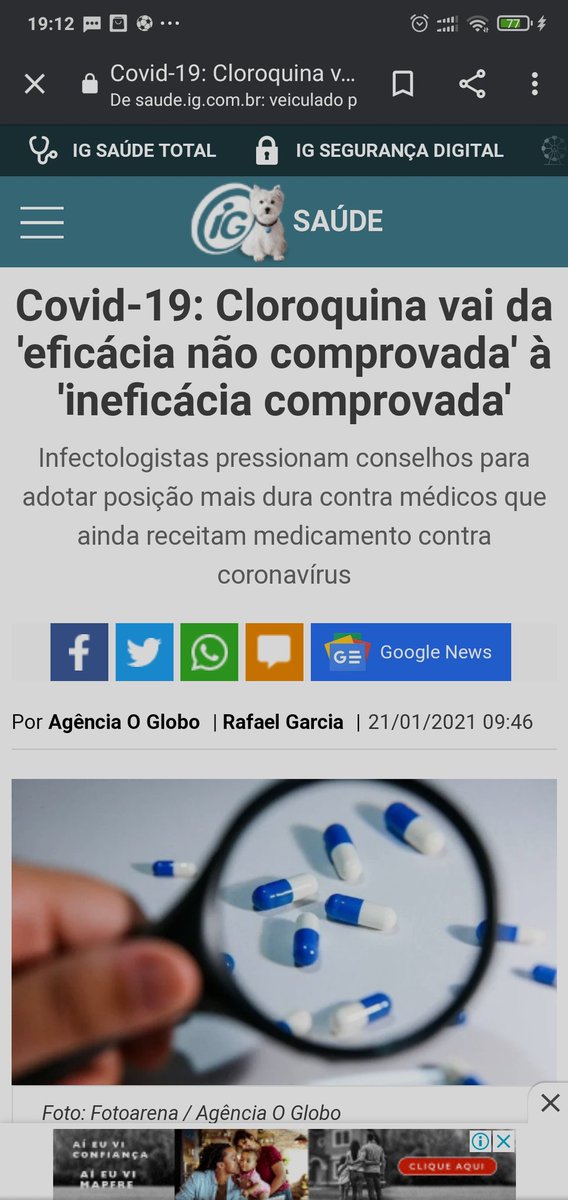 19:12
77
Covid-19: Cloroquina v...
De saude.ig.com.br: veiculado p
IG SAÚDE TOTAL
IG SEGURANÇA DIGITAL
iG SAÚDE
Covid-19: Cloroquina vai da
'eficácia não comprovada' à
'ineficácia comprovada'
Infectologistas pressionam conselhos para
adotar posição mais dura contra médicos que
ainda receitam medicamento contra
coronavírus
GE Google News
Por Agência O Globo | Rafael Garcia | 21/01/2021 09:46
Foto: Fotoarena / Agência O Globo
AÍ EU VI
CONFIANÇA
AÍ EU VI
MAPFRE
CLIQUE AQUI